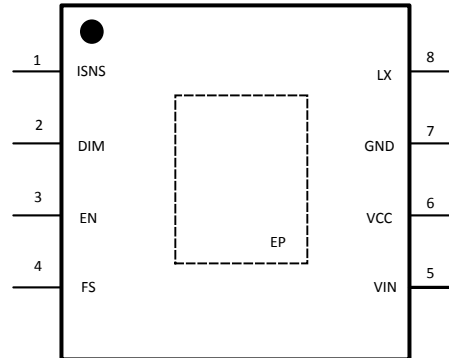 1 ISNS LX 8
2 DIM GND 7
3 EN VCC 6
EP
4 FS VIN 5